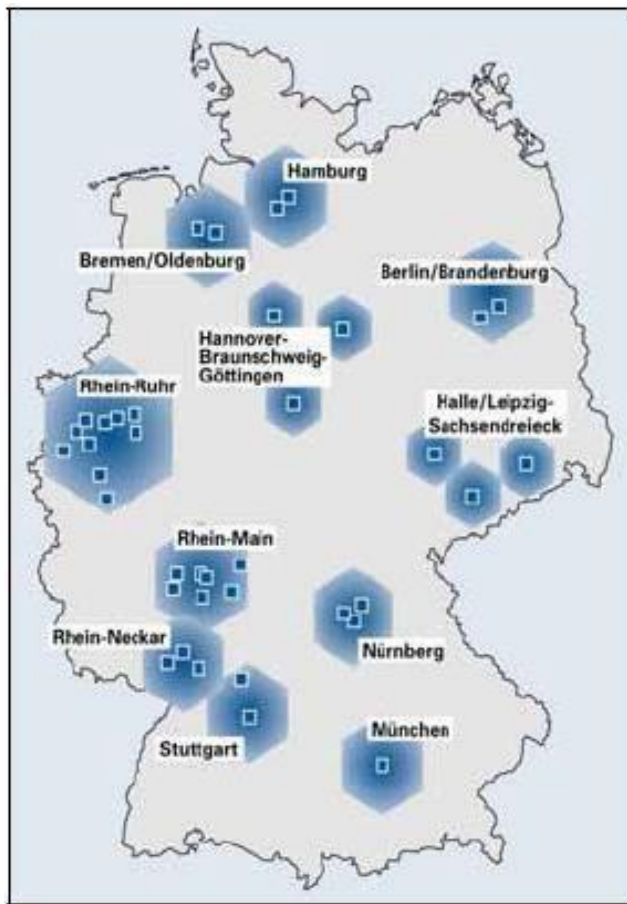 Hamburg
Bremen/Oldenburg
Berlin/Brandenburg
Hannover-
Braunschweig-
Göttingen
Rhein-Ruhr
Halle/Leipzig-
Sachsendreieck
Rhein-Main
Rhein-Neckar
Nürnberg
Stuttgart
München